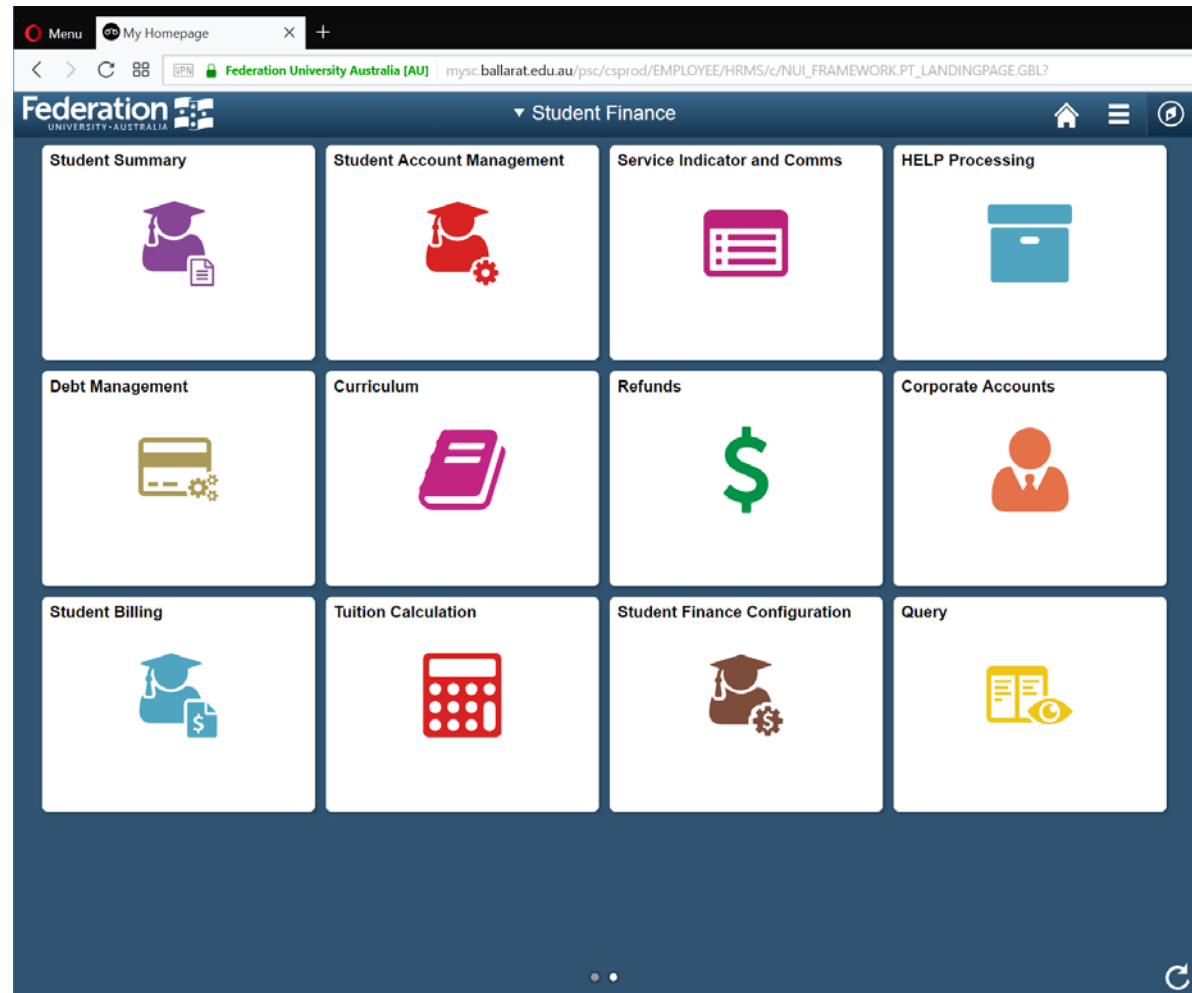 Menu My Homepage
VPN Federation University Australia [AU] mysc.ballarat.edu.au/psc/csprod/EMPLOYEE/HRMS/c/NUI_FRAMEWORK.PT_LANDINGPAGE.GBL?
Federation
UNIVERSITY • AUSTRALIA
Student Finance
Student Summary
Student Account Management
Service Indicator and Comms
HELP Processing
Debt Management
Curriculum
Refunds
$
Corporate Accounts
Student Billing
$
Tuition Calculation
Student Finance Configuration
$
Query